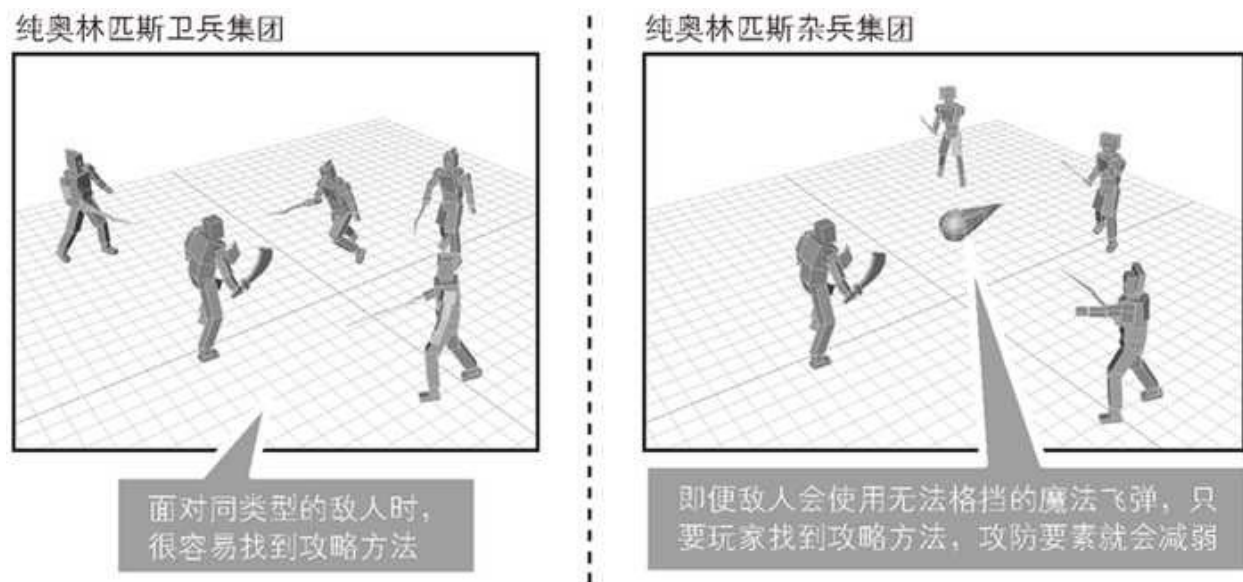 纯奥林匹斯卫兵集团
纯奥林匹斯杂兵集团
面对同类型的敌人时，
很容易找到攻略方法
即便敌人会使用无法格挡的魔法飞弹，只
要玩家找到攻略方法，攻防要素就会减弱